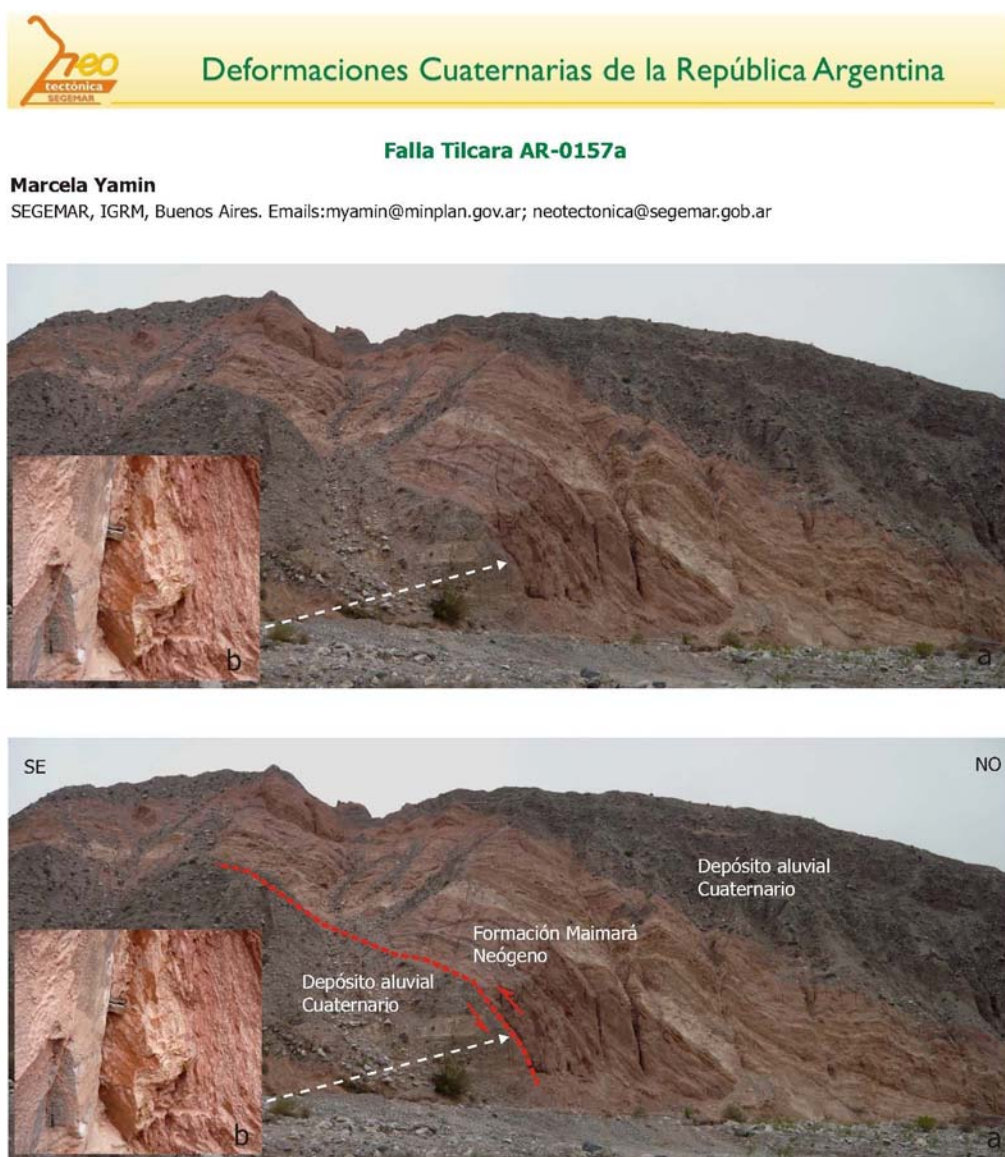 neo
tectónica
SEGEMAR
Deformaciones Cuaternarias de la República Argentina
Falla Tilcara AR-0157a
Marcela Yamin
SEGEMAR, IGRM, Buenos Aires. Emails:myamin@minplan.gov.ar; neotectonica@segemar.gob.ar
b
a
SE
NO
Depósito aluvial
Cuaternario
Formación Maimará
Neógeno
Depósito aluvial
Cuaternario
b
a